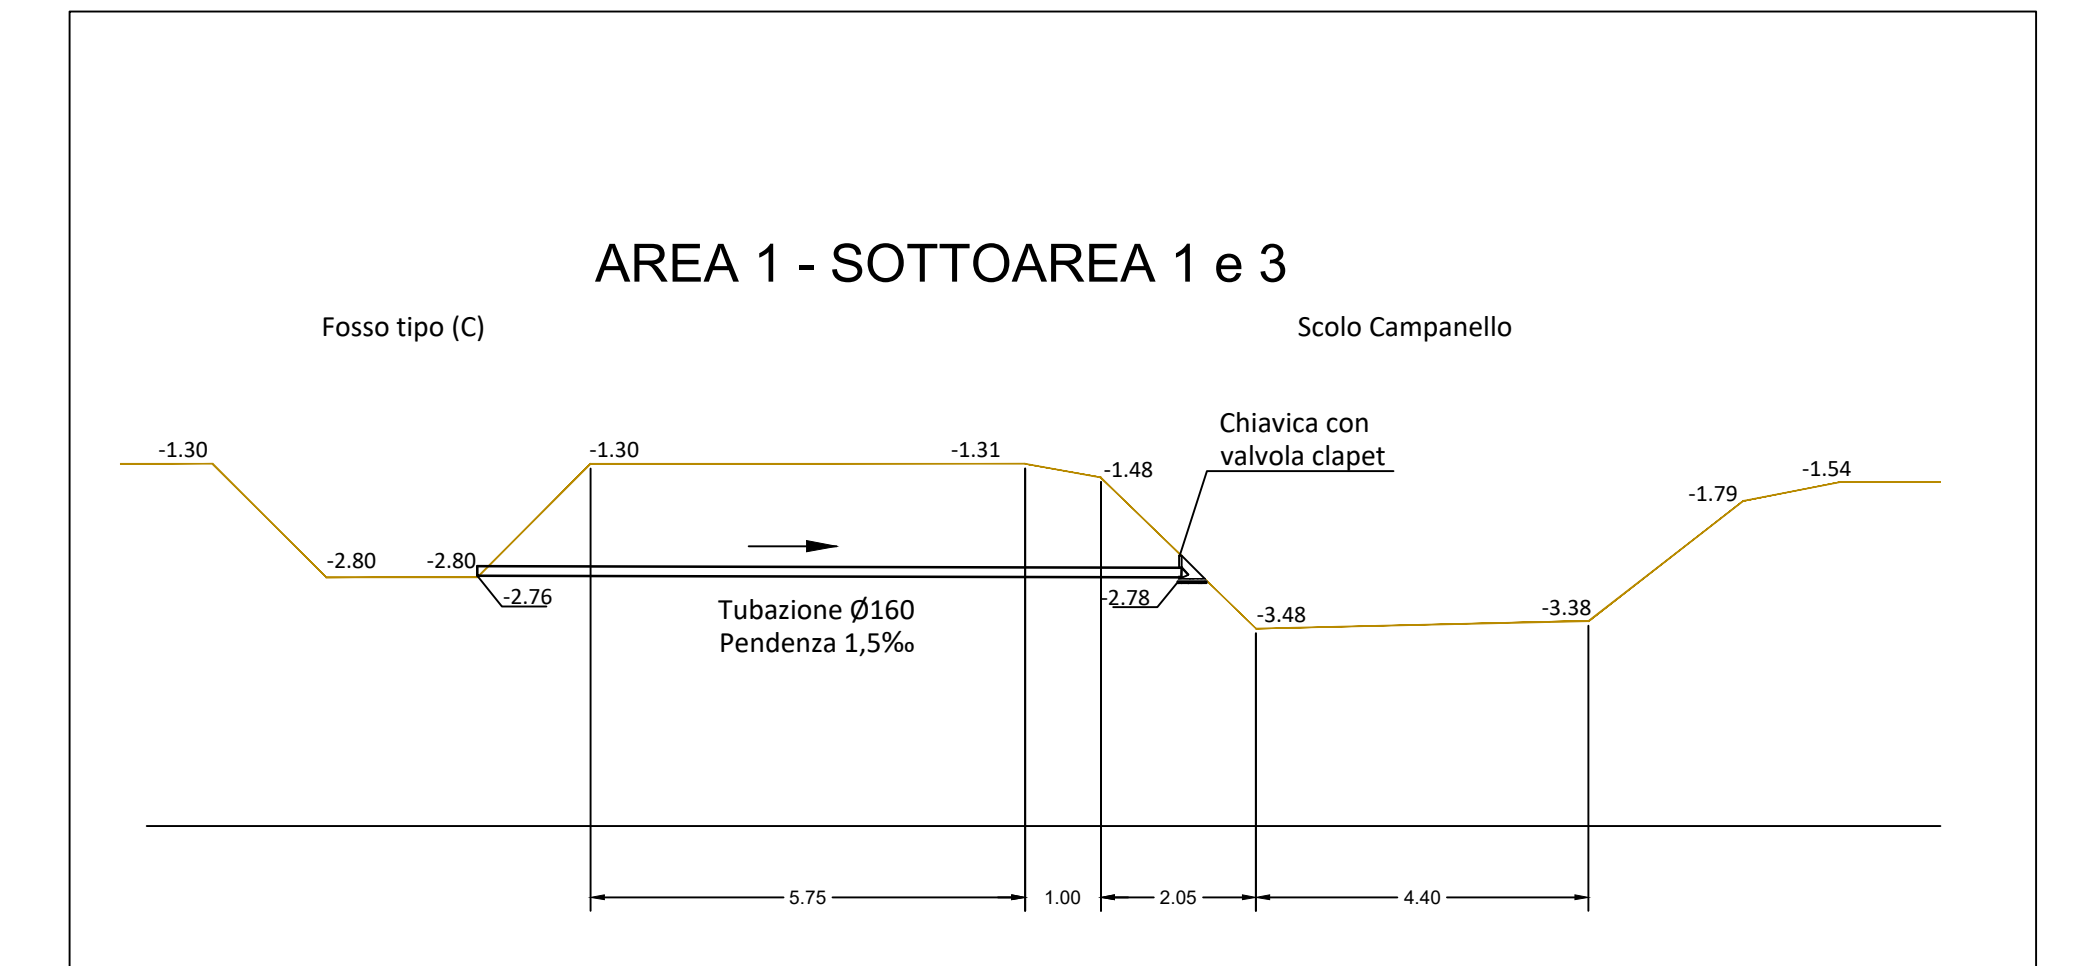 AREA 1 - SOTTOAREA 1 e 3
Fosso tipo (C)
Scolo Campanello
Chiavica con
valvola clapet
-1.30
-1.30
-1.31
-1.48
-1.54
-1.79
-2.80
-2.80
-2.76
-2.78
Tubazione Ø160
Pendenza 1,5‰
-3.48
-3.38
5.75
1.00
2.05
4.40